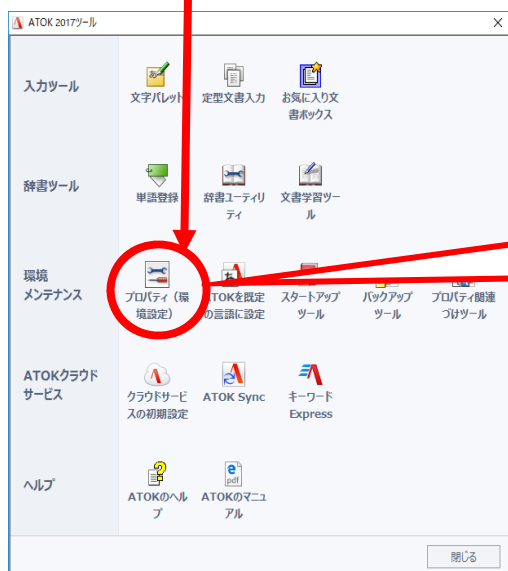 ATOK 2017ツール
入力ツール
文字パレット
定型文書入力
お気に入り文
書ボックス
辞書ツール
単語登録
辞書ユーティリ
ティ
文書学習ツー
ル
環境
メンテナンス
プロパティ（環
境設定）
ATOKを既定
の言語に設定
スタートアップ
ツール
バックアップ
ツール
プロパティ関連
づけツール
ATOKクラウド
サービス
クラウドサービ
スの初期設定
ATOK Sync
キーワード
Express
ヘルプ
ATOKのヘル
プ
ATOKのマニュ
アル
閉じる